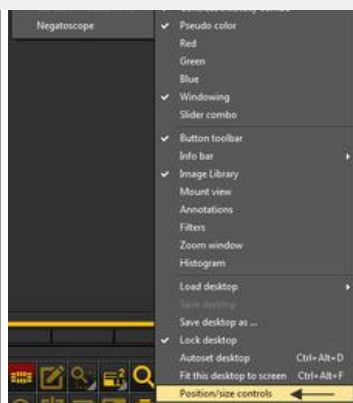 Negatoscope
Pseudo color
Red
Green
Blue
Windowing
Slider combo
Button toolbar
Info bar
Image Library
Mount view
Annotations
Filters
Zoom window
Histogram
Load desktop
Save desktop
Save desktop as ...
Lock desktop
Autoset desktop Ctrl+Alt+D
Fit this desktop to screen Ctrl+Alt+F
Position/size controls
2